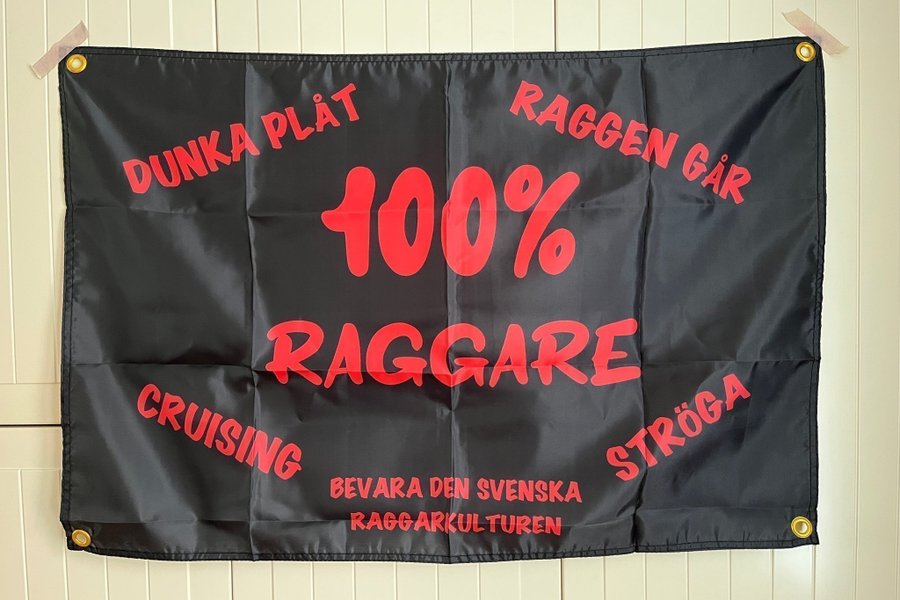 DUNKA PLÅT
RAGGEN GÅR
100%
RAGGARE
CRUISING
STRÖGA
BEVARA DEN SVENSKA
RAGGARKULTUREN